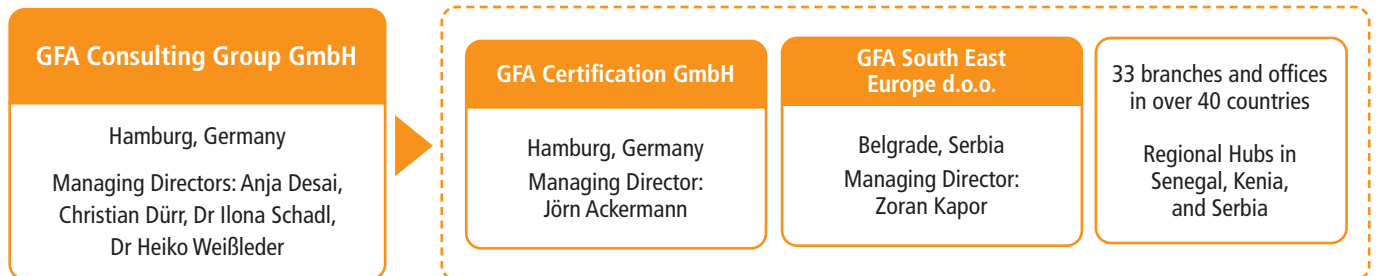 GFA Consulting Group GmbH
Hamburg, Germany
Managing Directors: Anja Desai,
Christian Dürr, Dr Ilona Schadl,
Dr Heiko Weißleder
GFA Certification GmbH
Hamburg, Germany
Managing Director:
Jörn Ackermann
GFA South East
Europe d.o.o.
Belgrade, Serbia
Managing Director:
Zoran Kapor
33 branches and offices
in over 40 countries
Regional Hubs in
Senegal, Kenia,
and Serbia